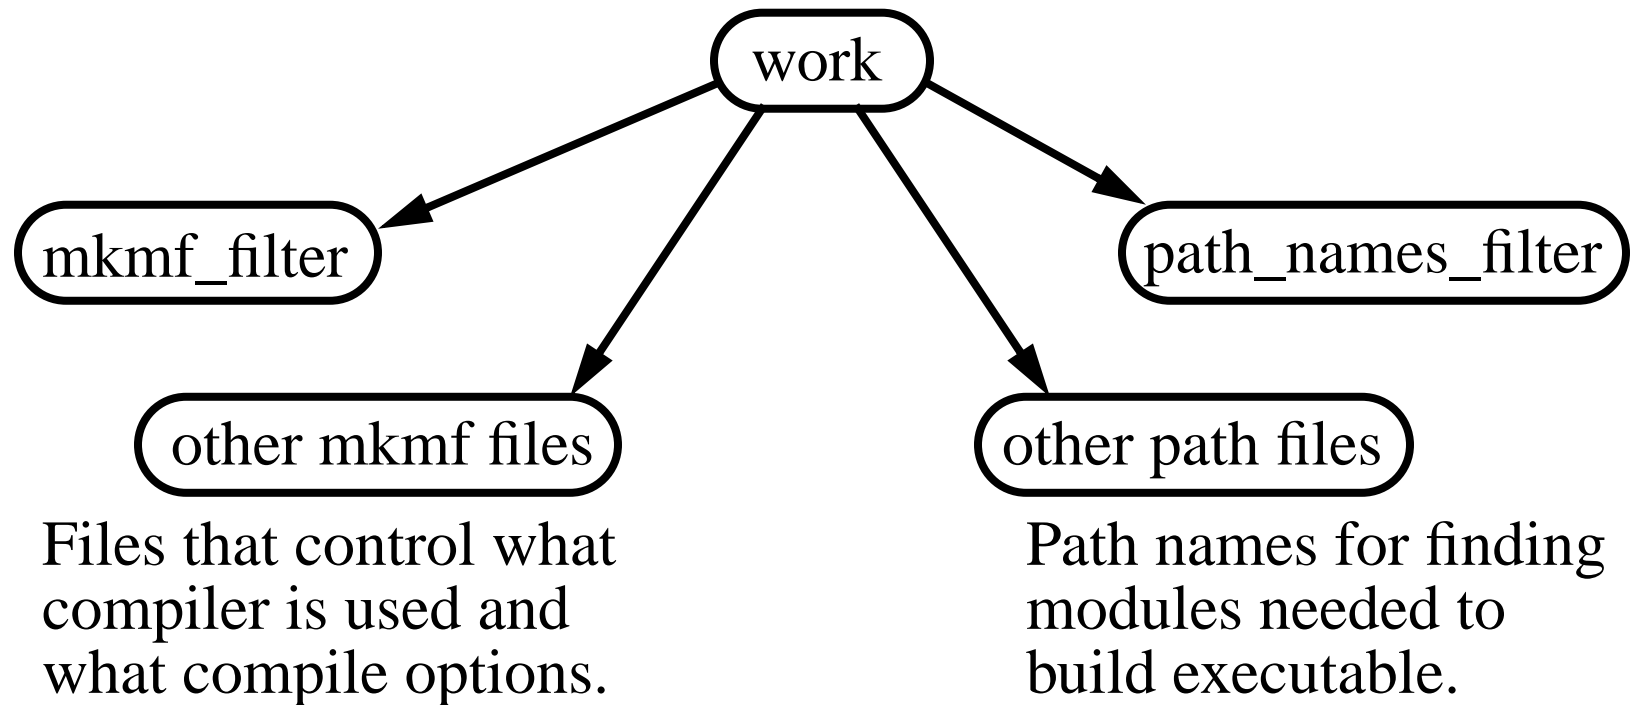 work
mkmf_filter
path_names_filter
other mkmf files
other path files
Files that control what
compiler is used and
what compile options.
Path names for finding
modules needed to
build executable.